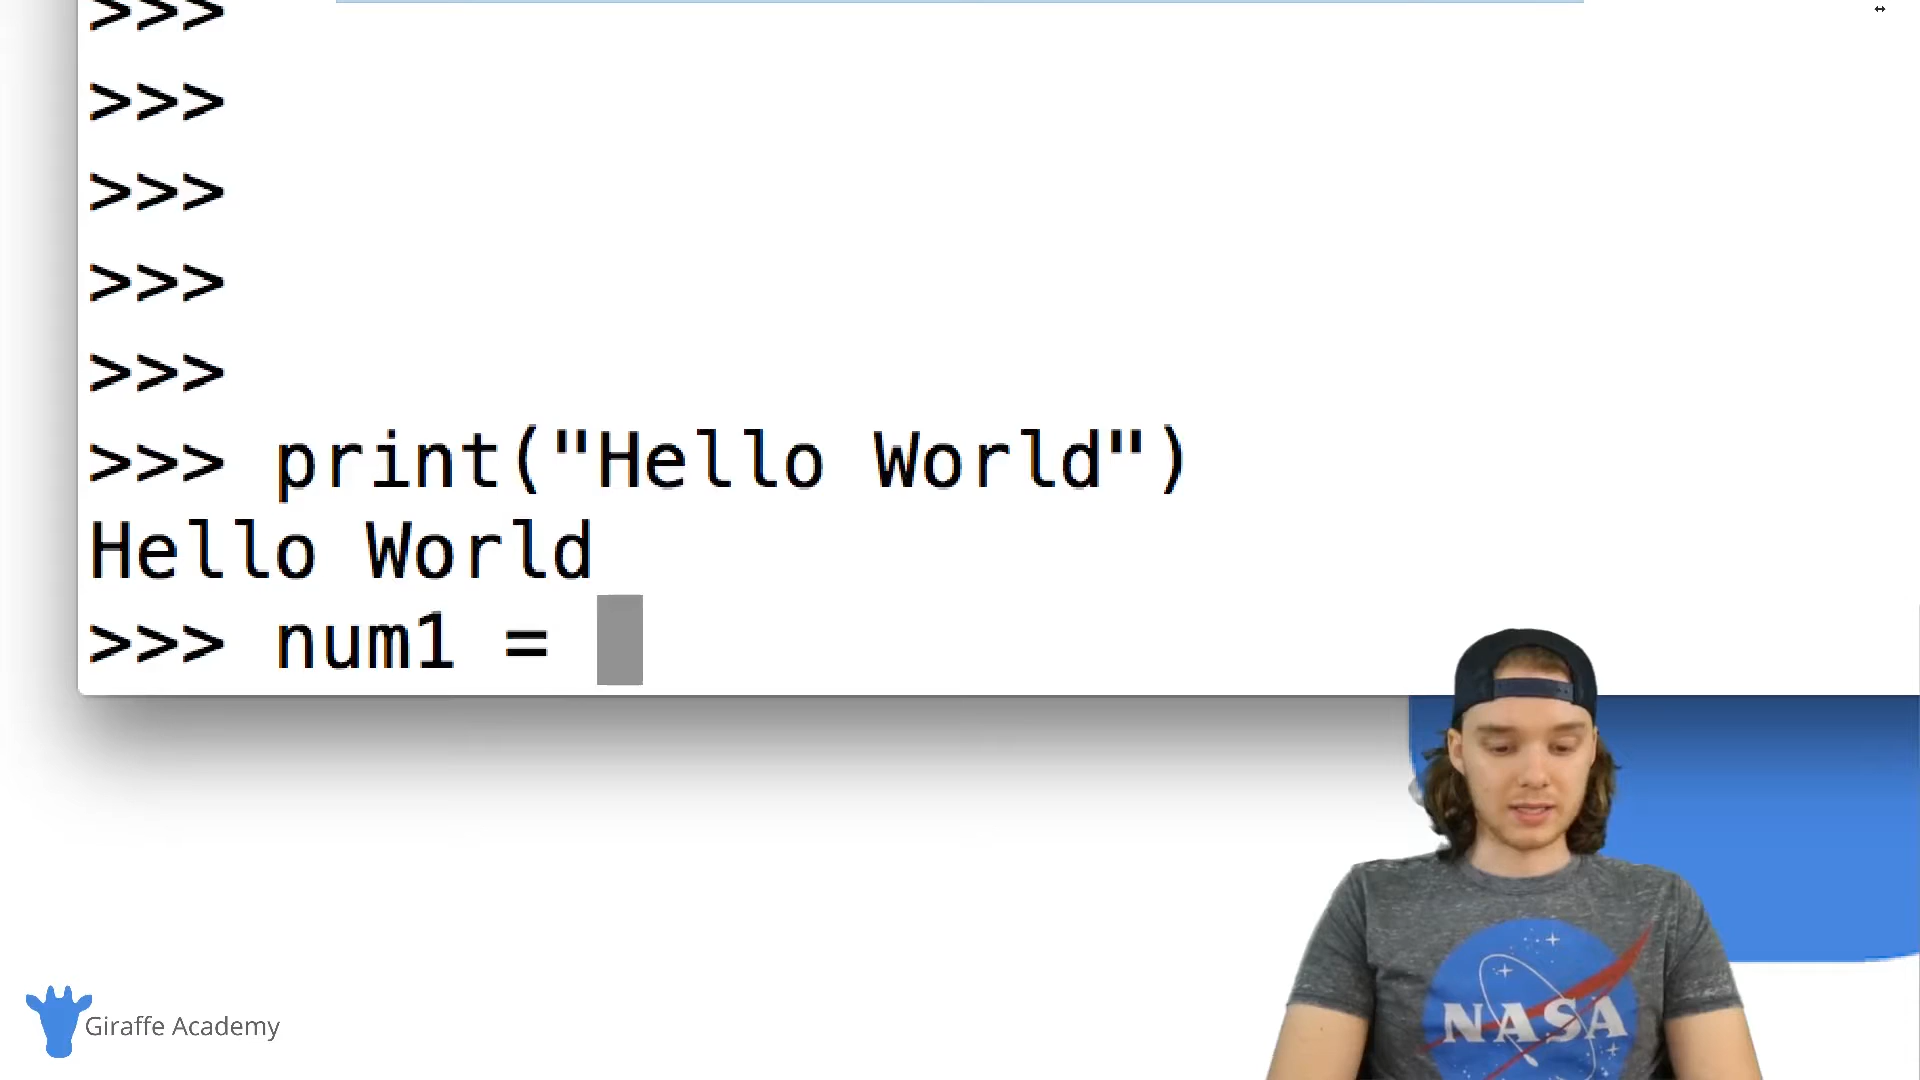 >>>
>>>
>>>
>>>
>>>
>>> print("Hello World")
Hello World
>>> num1 =
NASA
Giraffe Academy